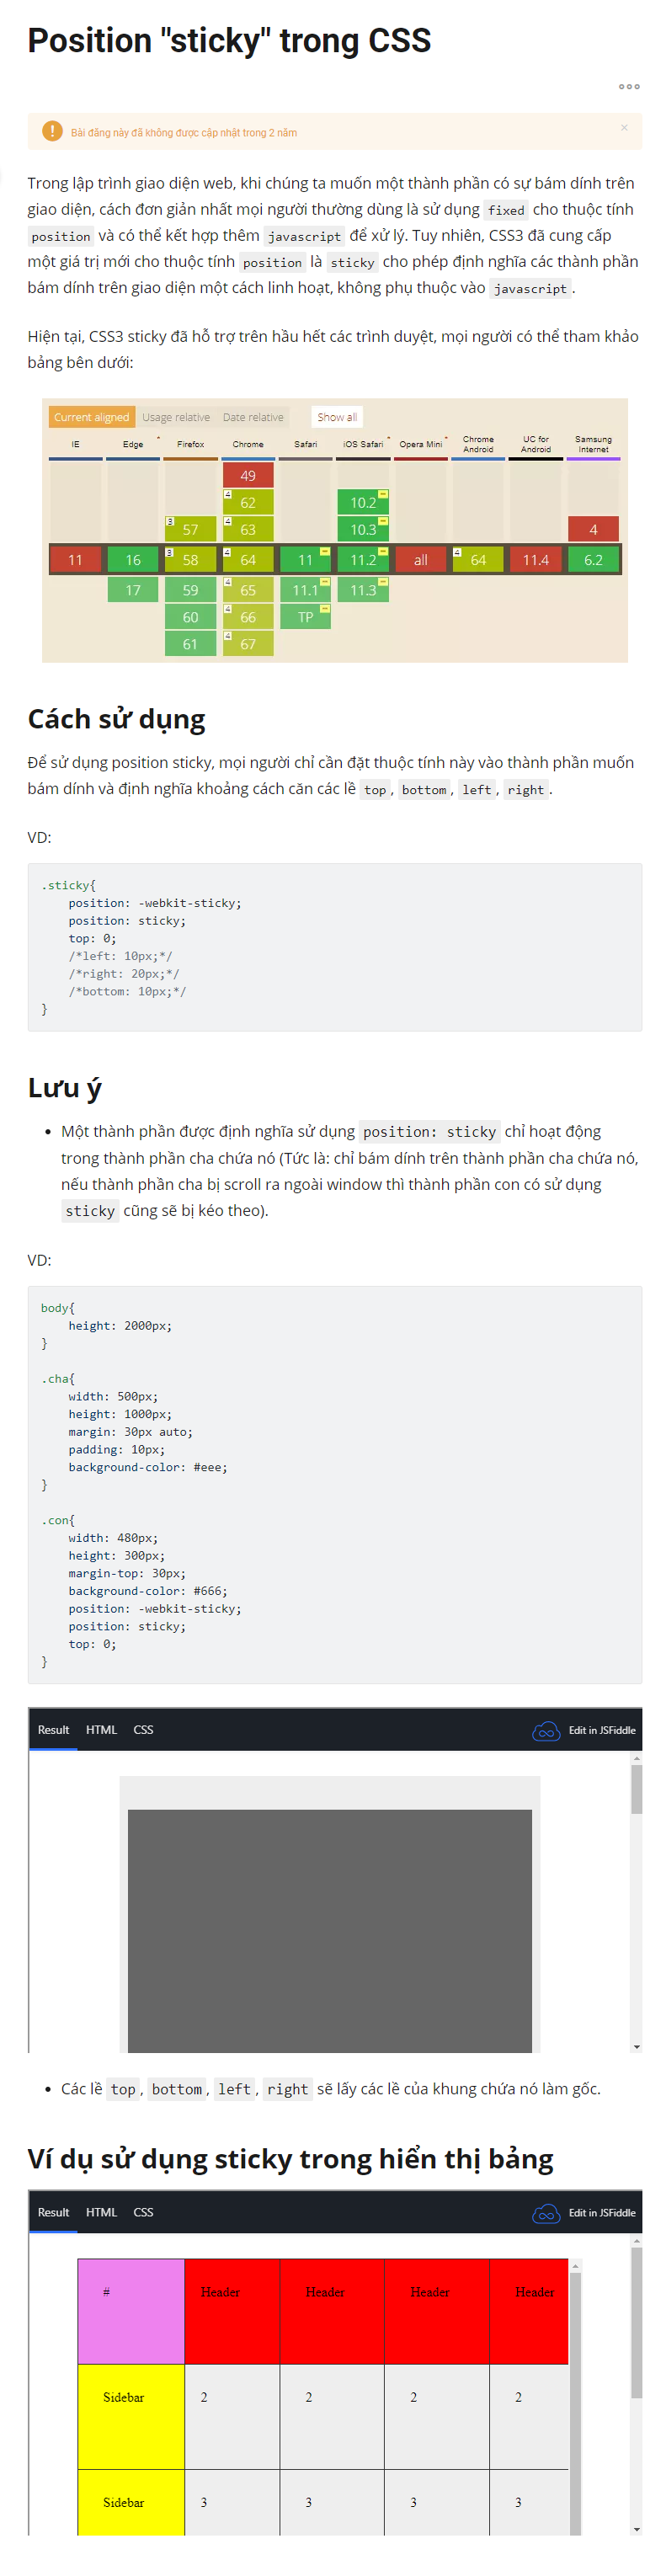 Position "sticky" trong CSS
Bài đăng này đã không được cập nhật trong 2 năm
Trong lập trình giao diện web, khi chúng ta muốn một thành phần có sự bám dính trên
giao diện, cách đơn giản nhất mọi người thường dùng là sử dụng fixed cho thuộc tính
position và có thể kết hợp thêm javascript để xử lý. Tuy nhiên, CSS3 đã cung cấp
một giá trị mới cho thuộc tính position là sticky cho phép định nghĩa các thành phần
bám dính trên giao diện một cách linh hoạt, không phụ thuộc vào javascript.
Hiện tại, CSS3 sticky đã hỗ trợ trên hầu hết các trình duyệt, mọi người có thể tham khảo
bảng bên dưới:
Current aligned Usage relative Date relative Show all
IE Edge * Firefox Chrome Safari iOS Safari * Opera Mini * Chrome Android UC for Android Samsung Internet
49
4 62 10.2
3 57 4 63 10.3 4
11 16 3 58 4 64 11 11.2 all 4 64 11.4 6.2
17 59 4 65 11.1 11.3
60 4 66 TP
61 4 67
Cách sử dụng
Để sử dụng position sticky, mọi người chỉ cần đặt thuộc tính này vào thành phần muốn
bám dính và định nghĩa khoảng cách căn các lề top, bottom, left, right.
VD:
.sticky{
position: -webkit-sticky;
position: sticky;
top: 0;
/*left: 10px;*/
/*right: 20px;*/
/*bottom: 10px;*/
}
Lưu ý
• Một thành phần được định nghĩa sử dụng position: sticky chỉ hoạt động
trong thành phần cha chứa nó (Tức là: chỉ bám dính trên thành phần cha chứa nó,
nếu thành phần cha bị scroll ra ngoài window thì thành phần con có sử dụng
sticky cũng sẽ bị kéo theo).
VD:
body{
height: 2000px;
}
.cha{
width: 500px;
height: 1000px;
margin: 30px auto;
padding: 10px;
background-color: #eee;
}
.con{
width: 480px;
height: 300px;
margin-top: 30px;
background-color: #666;
position: -webkit-sticky;
position: sticky;
top: 0;
}
Result HTML CSS Edit in JSFiddle
• Các lề top, bottom, left, right sẽ lấy các lề của khung chứa nó làm gốc.
Ví dụ sử dụng sticky trong hiển thị bảng
Result HTML CSS Edit in JSFiddle
# Header Header Header Header
Sidebar 2 2 2 2
Sidebar 3 3 3 3